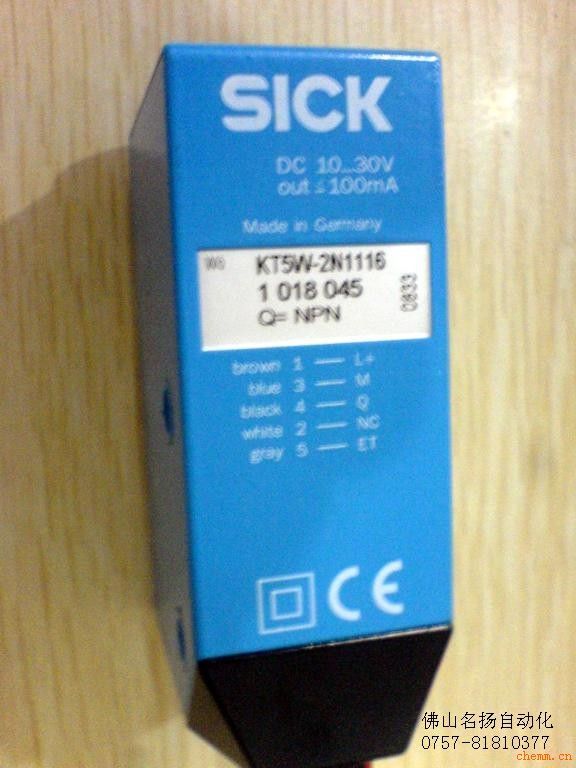 SICK
DC 10...30V
out ≤100mA
Made in Germany
KT5W-2N1116
1 018 045
Q= NPN
0833
brown 1 — L+
blue 3 — M
black 4 — Q
white 2 — NC
gray 5 — ET
CE
佛山名扬自动化
0757-81810377
chemm.cn